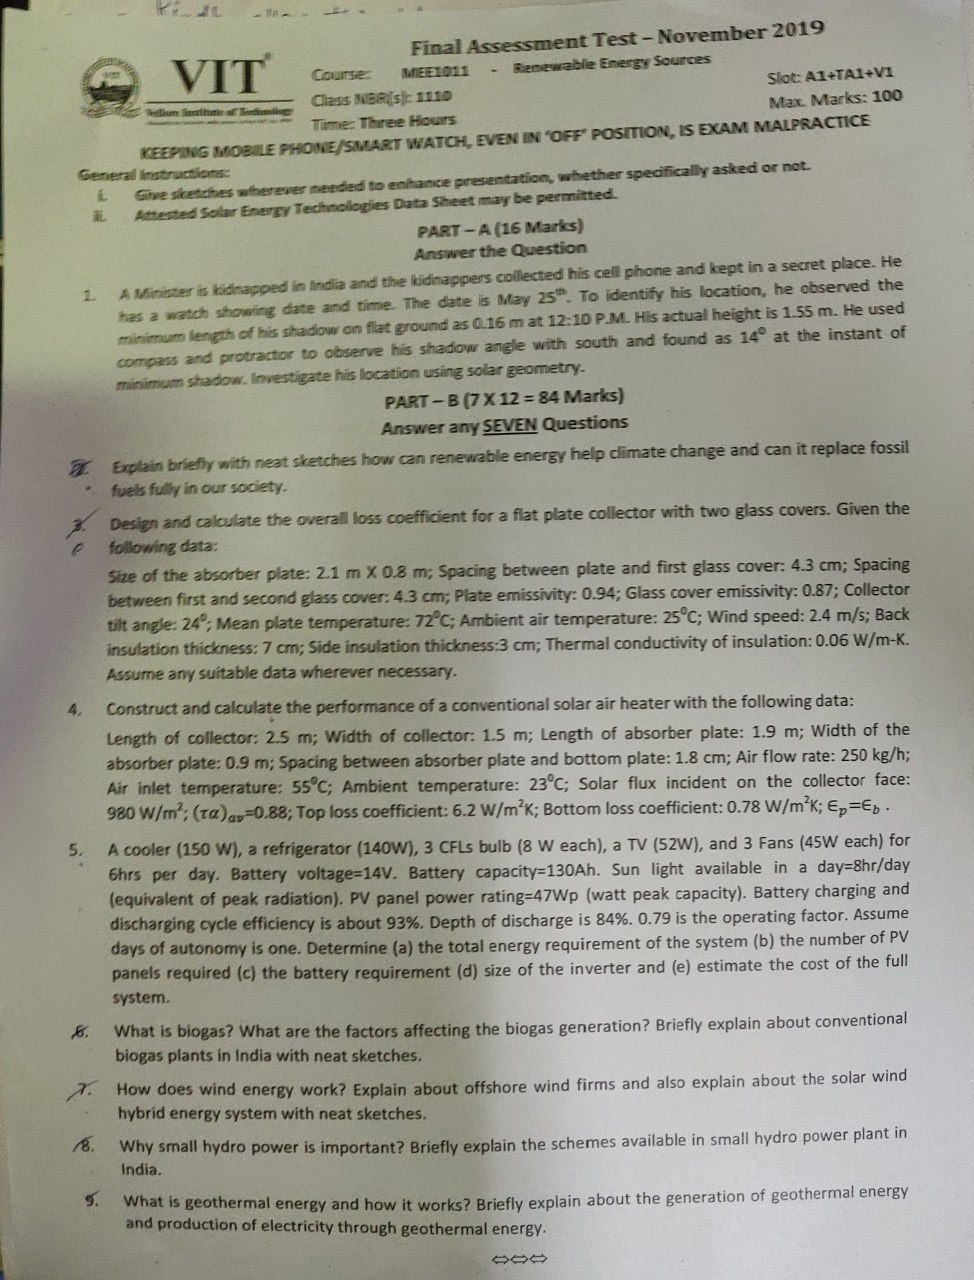 Final Assessment Test – November 2019
VIT®
Vellore Institute of Technology
Course: MEE1011 - Renewable Energy Sources
Class NBR(s): 1110
Slot: A1+TA1+V1
Time: Three Hours
Max. Marks: 100
KEEPING MOBILE PHONE/SMART WATCH, EVEN IN "OFF" POSITION, IS EXAM MALPRACTICE
General Instructions:
i. Give sketches wherever needed to enhance presentation, whether specifically asked or not.
ii. Attested Solar Energy Technologies Data Sheet may be permitted.
PART – A (16 Marks)
Answer the Question
1. A Minister is kidnapped in India and the kidnappers collected his cell phone and kept in a secret place. He
has a watch showing date and time. The date is May 25th. To identify his location, he observed the
minimum length of his shadow on flat ground as 0.16 m at 12:10 P.M. His actual height is 1.55 m. He used
compass and protractor to observe his shadow angle with south and found as 14⁰ at the instant of
minimum shadow. Investigate his location using solar geometry.
PART – B (7 X 12 = 84 Marks)
Answer any SEVEN Questions
Explain briefly with neat sketches how can renewable energy help climate change and can it replace fossil
fuels fully in our society.
3. Design and calculate the overall loss coefficient for a flat plate collector with two glass covers. Given the
following data:
Size of the absorber plate: 2.1 m X 0.8 m; Spacing between plate and first glass cover: 4.3 cm; Spacing
between first and second glass cover: 4.3 cm; Plate emissivity: 0.94; Glass cover emissivity: 0.87; Collector
tilt angle: 24⁰; Mean plate temperature: 72⁰C; Ambient air temperature: 25⁰C; Wind speed: 2.4 m/s; Back
insulation thickness: 7 cm; Side insulation thickness:3 cm; Thermal conductivity of insulation: 0.06 W/m-K.
Assume any suitable data wherever necessary.
4. Construct and calculate the performance of a conventional solar air heater with the following data:
Length of collector: 2.5 m; Width of collector: 1.5 m; Length of absorber plate: 1.9 m; Width of the
absorber plate: 0.9 m; Spacing between absorber plate and bottom plate: 1.8 cm; Air flow rate: 250 kg/h;
Air inlet temperature: 55⁰C; Ambient temperature: 23⁰C; Solar flux incident on the collector face:
980 W/m²; (τα)av=0.88; Top loss coefficient: 6.2 W/m²K; Bottom loss coefficient: 0.78 W/m²K; ∈p=∈b .
5. A cooler (150 W), a refrigerator (140W), 3 CFLs bulb (8 W each), a TV (52W), and 3 Fans (45W each) for
6hrs per day. Battery voltage=14V. Battery capacity=130Ah. Sun light available in a day=8hr/day
(equivalent of peak radiation). PV panel power rating=47Wp (watt peak capacity). Battery charging and
discharging cycle efficiency is about 93%. Depth of discharge is 84%. 0.79 is the operating factor. Assume
days of autonomy is one. Determine (a) the total energy requirement of the system (b) the number of PV
panels required (c) the battery requirement (d) size of the inverter and (e) estimate the cost of the full
system.
6. What is biogas? What are the factors affecting the biogas generation? Briefly explain about conventional
biogas plants in India with neat sketches.
7. How does wind energy work? Explain about offshore wind firms and also explain about the solar wind
hybrid energy system with neat sketches.
8. Why small hydro power is important? Briefly explain the schemes available in small hydro power plant in
India.
9. What is geothermal energy and how it works? Briefly explain about the generation of geothermal energy
and production of electricity through geothermal energy.
⇔⇔⇔